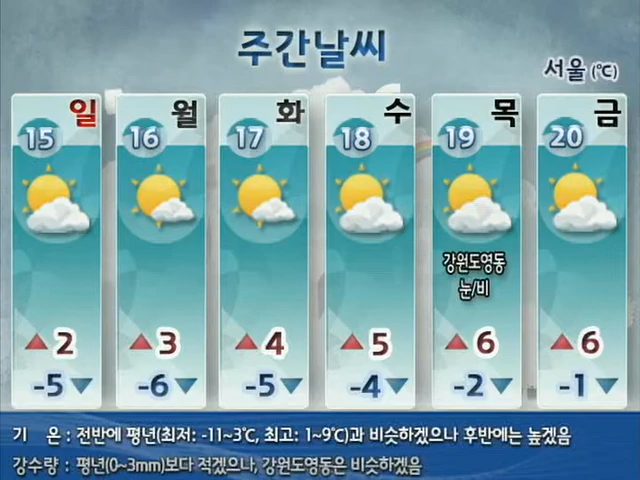 주간날씨
서울(℃)
일 월 화 수 목 금
15 16 17 18 19 20
강원도영동
눈/비
2 3 4 5 6 6
-5 -6 -5 -4 -2 -1
기 온 : 전반에 평년(최저: -11~3℃, 최고: 1~9℃)과 비슷하겠으나 후반에는 높겠음
강수량 : 평년(0~3mm)보다 적겠으나, 강원도영동은 비슷하겠음